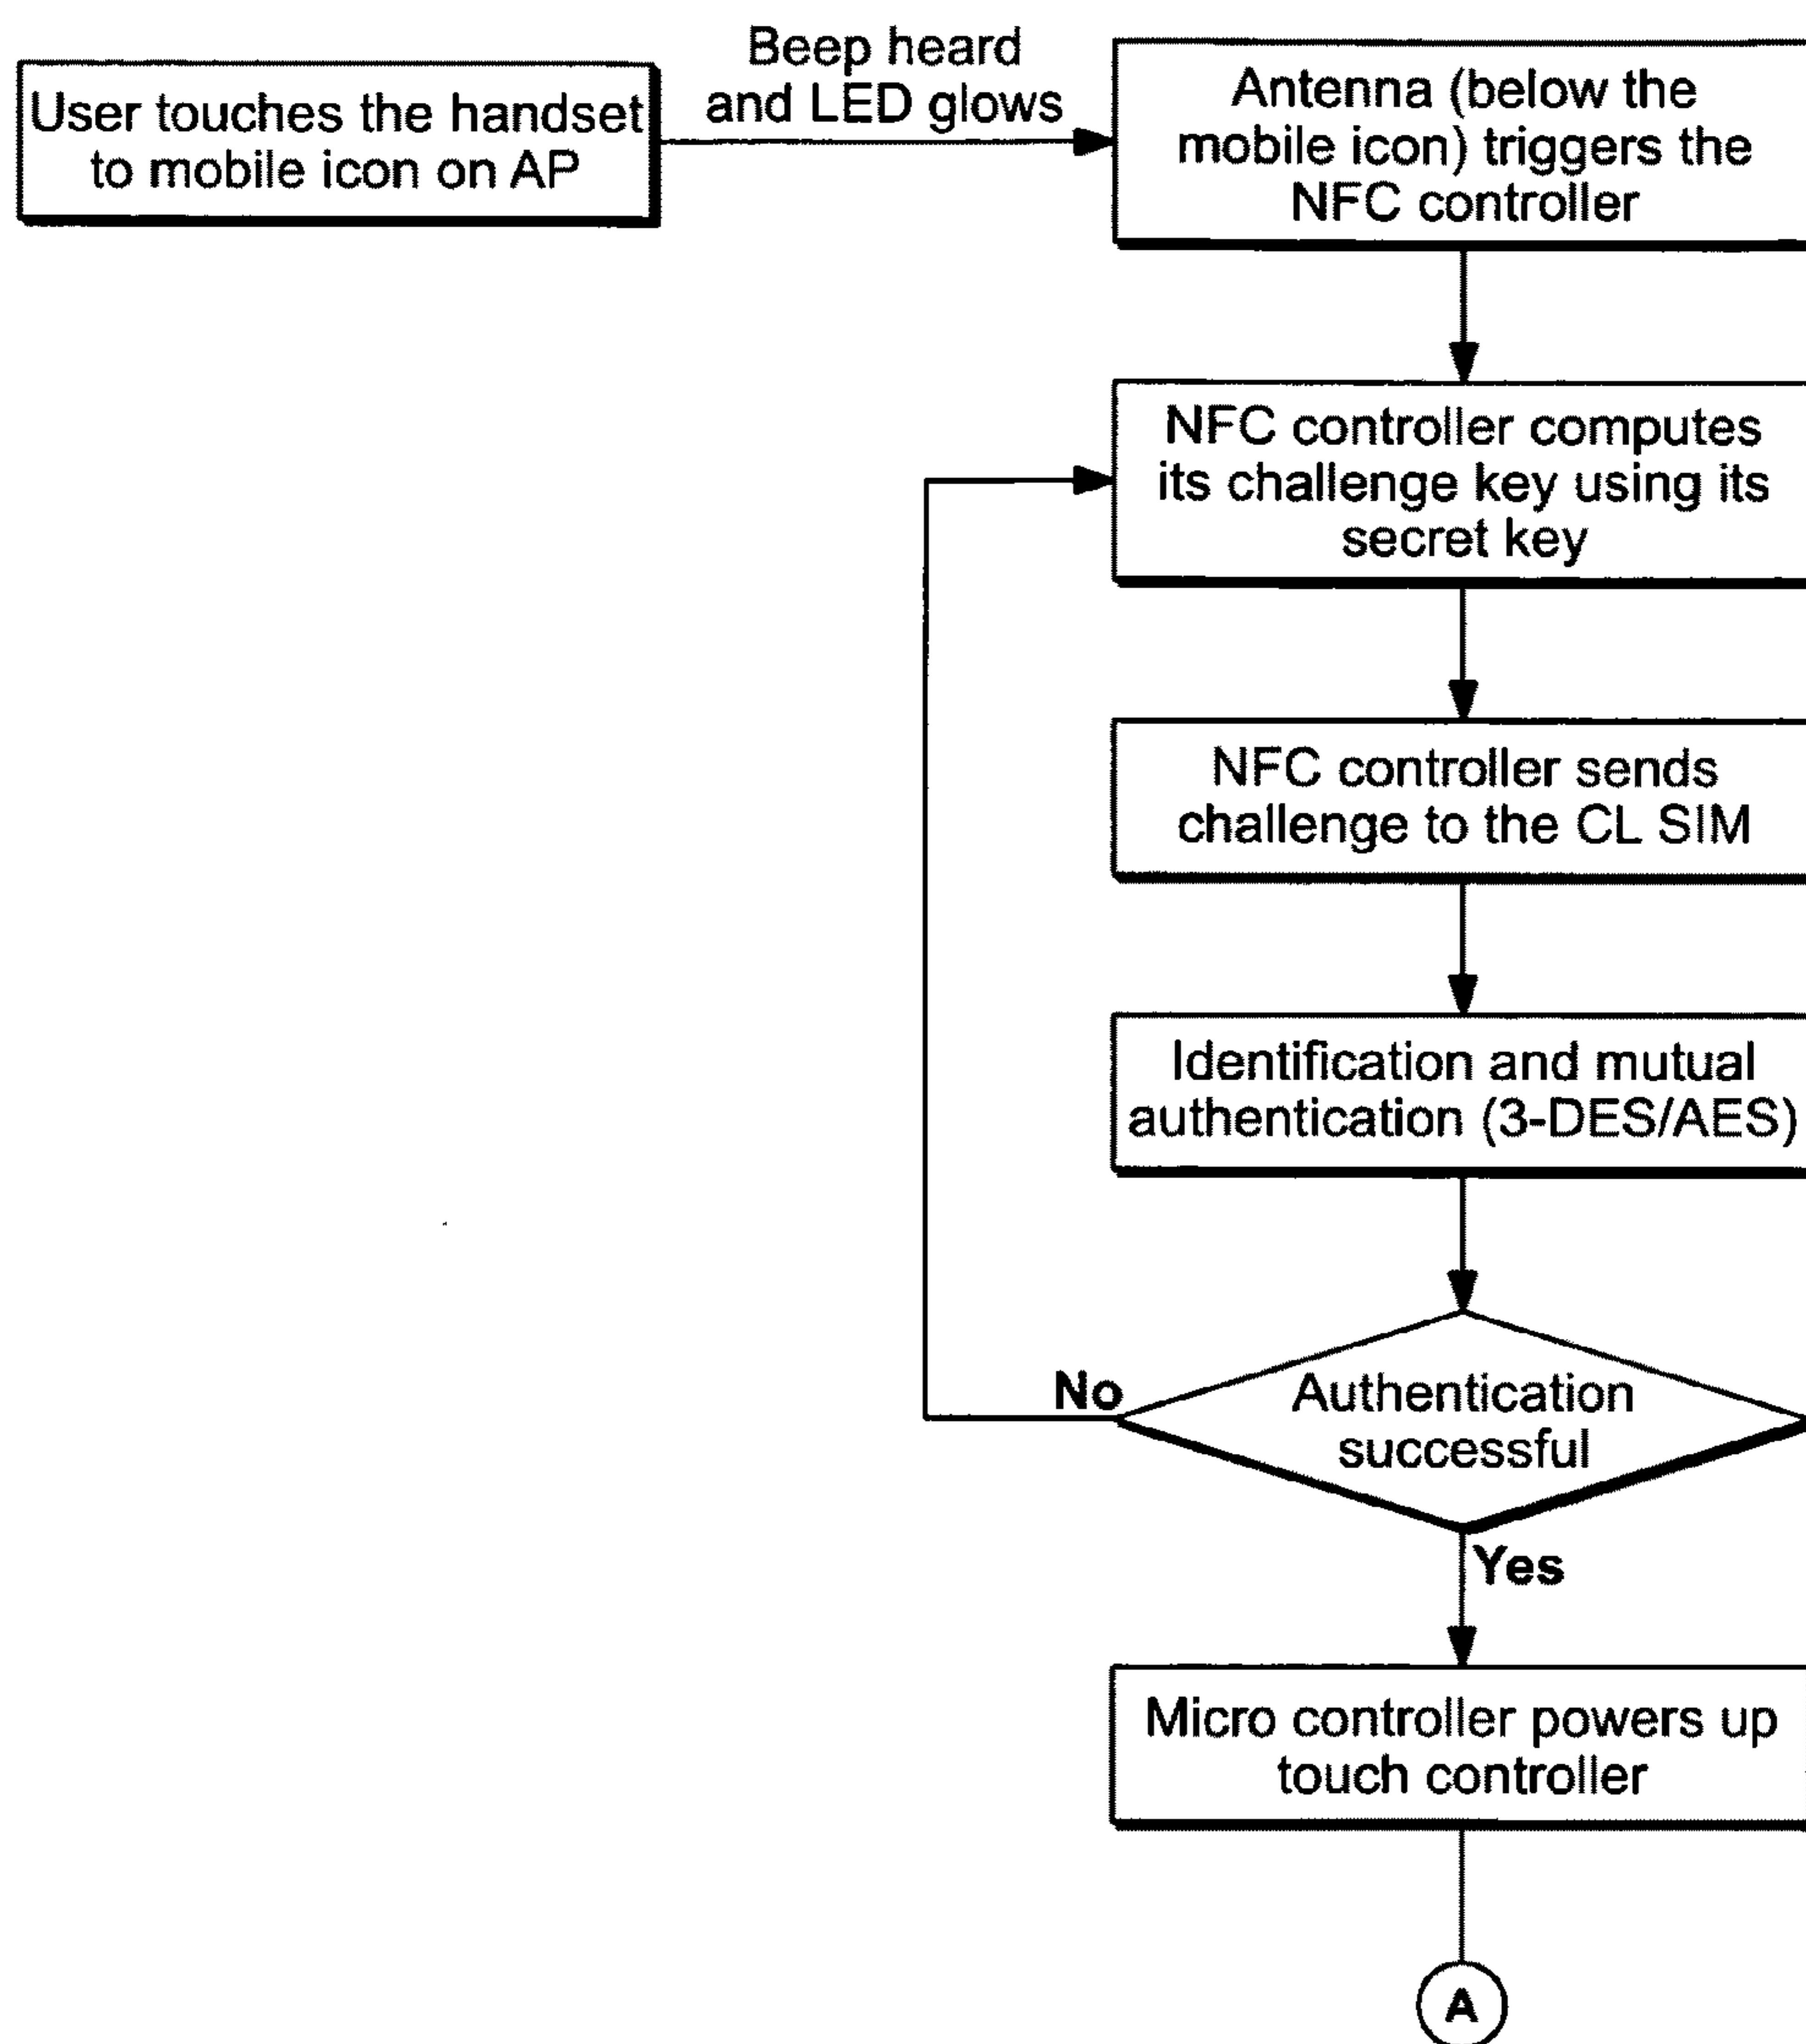 User touches the handset
to mobile icon on AP
Beep heard
and LED glows
Antenna (below the
mobile icon) triggers the
NFC controller
NFC controller computes
its challenge key using its
secret key
NFC controller sends
challenge to the CL SIM
Identification and mutual
authentication (3-DES/AES)
Authentication
successful
No
Yes
Micro controller powers up
touch controller
A